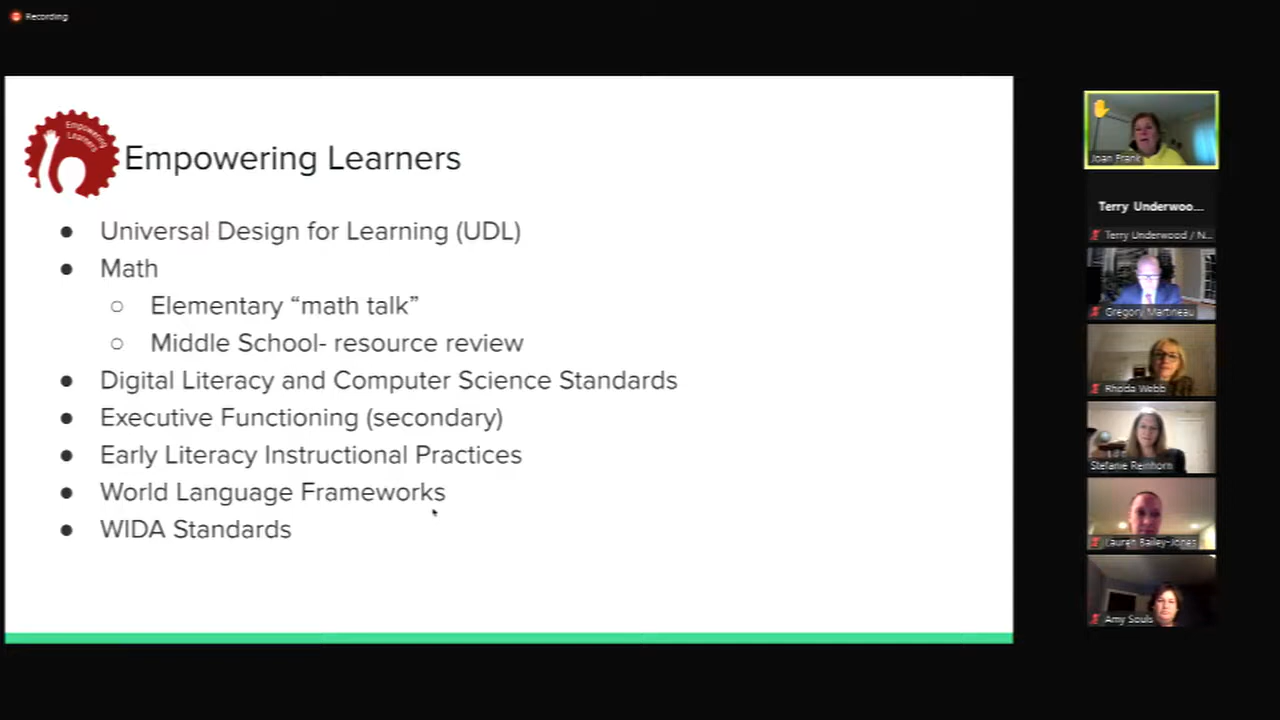 Recording
Empowering
Learners
Empowering Learners
● Universal Design for Learning (UDL)
● Math
○ Elementary “math talk”
○ Middle School- resource review
● Digital Literacy and Computer Science Standards
● Executive Functioning (secondary)
● Early Literacy Instructional Practices
● World Language Frameworks
● WIDA Standards
Joan Frank
Terry Underwoo...
Terry Underwood / N...
Gregory Martineau
Rhoda Webb
Stefanie Reinhorn
Lauren Bailey-Jones
Amy Souls